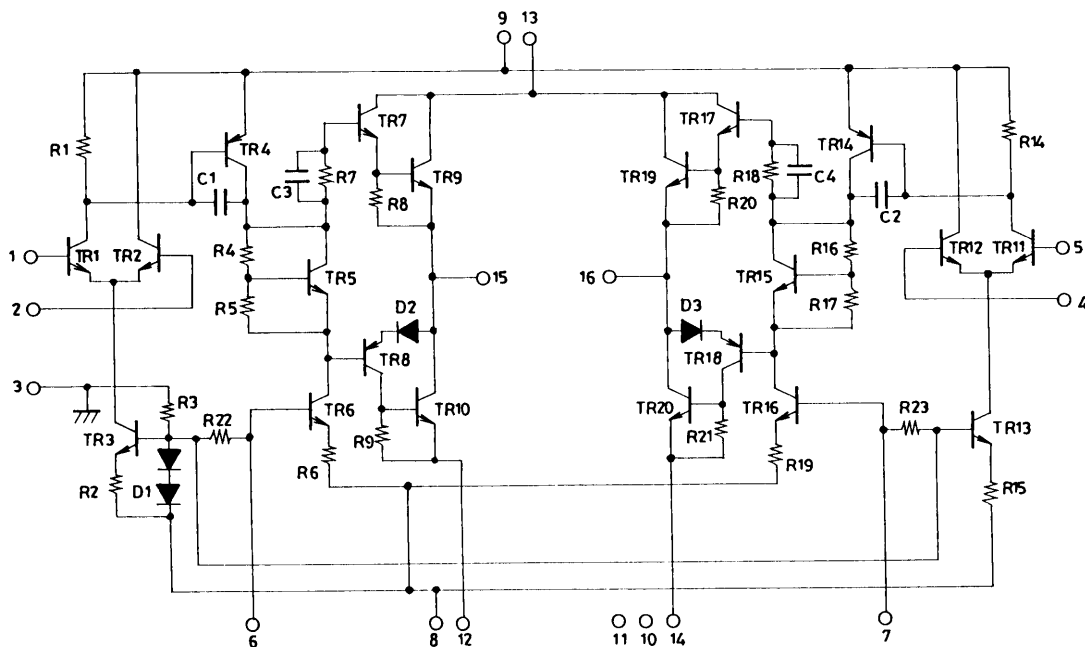 9 13
R1
TR4
C1
TR7
C3
R7
R8
TR9
TR17
TR19
R18
R20
C4
TR14
C2
R14
1
TR1
TR2
R4
TR5
R5
2
15
16
TR15
R16
R17
TR12
TR11
5
4
D2
TR8
D3
TR18
3
R3
R22
TR3
R2
D1
TR6
R6
R9
TR10
TR20
R21
TR16
R19
R23
TR13
R15
6
8
12
11
10
14
7